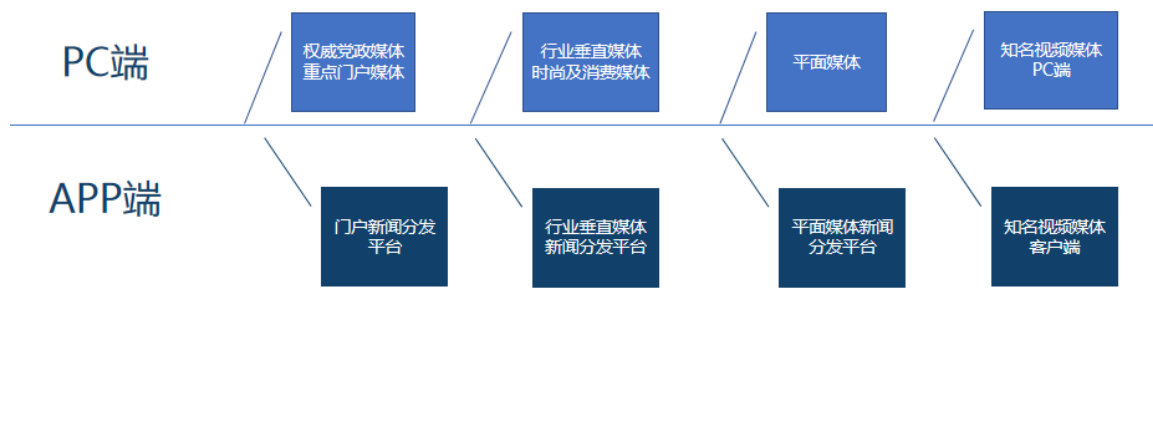 PC端
权威党政媒体
重点门户媒体
行业垂直媒体
时尚及消费媒体
平面媒体
知名视频媒体
PC端
APP端
门户新闻分发
平台
行业垂直媒体
新闻分发平台
平面媒体新闻
分发平台
知名视频媒体
客户端